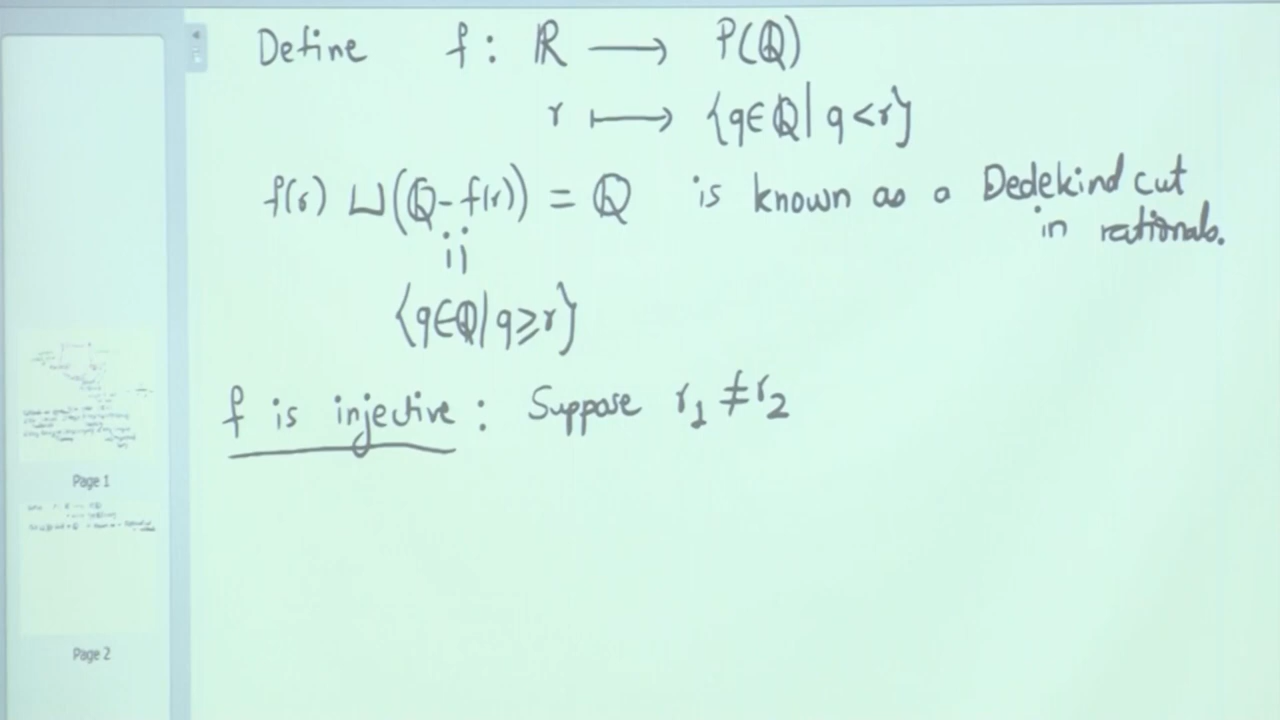 Define f : ℝ ⟶ P(ℚ)
r ⟼ {q∈ℚ | q < r}
f(r) ⊔ (ℚ - f(r)) = ℚ is known as a Dedekind cut
in rationals.
{q∈ℚ | q ≥ r}
f is injective : Suppose r₁ ≠ r₂
Page 1
Page 2